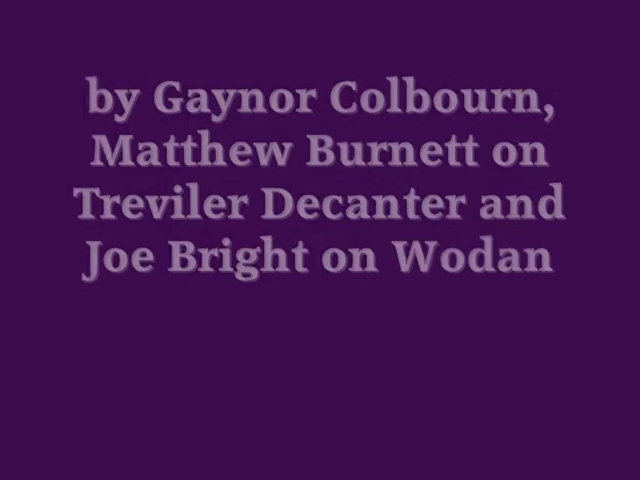 by Gaynor Colbourn,
Matthew Burnett on
Treviler Decanter and
Joe Bright on Wodan